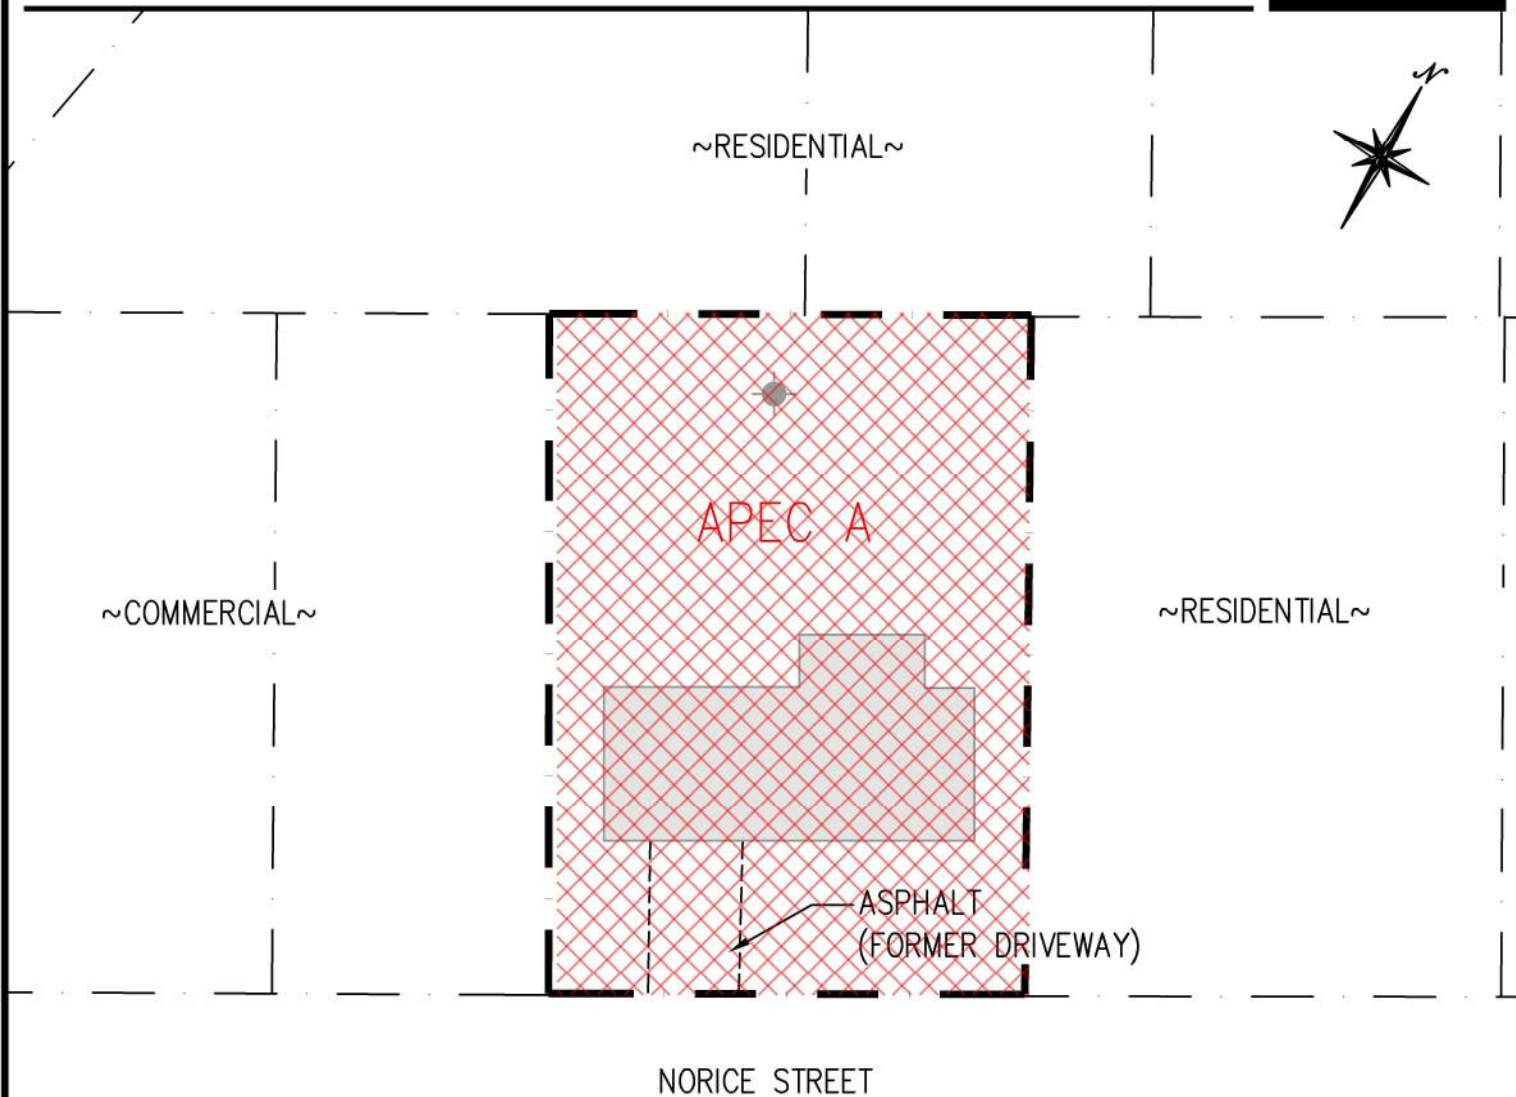 N
~RESIDENTIAL~
APEC A
~COMMERCIAL~
~RESIDENTIAL~
ASPHALT
(FORMER DRIVEWAY)
NORICE STREET